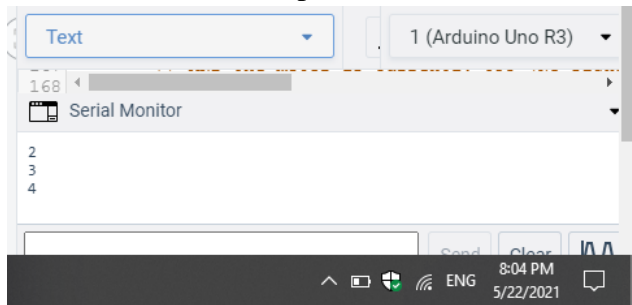 Text
1 (Arduino Uno R3)
168
Serial Monitor
2
3
4
Send Clear
ENG
8:04 PM
5/22/2021